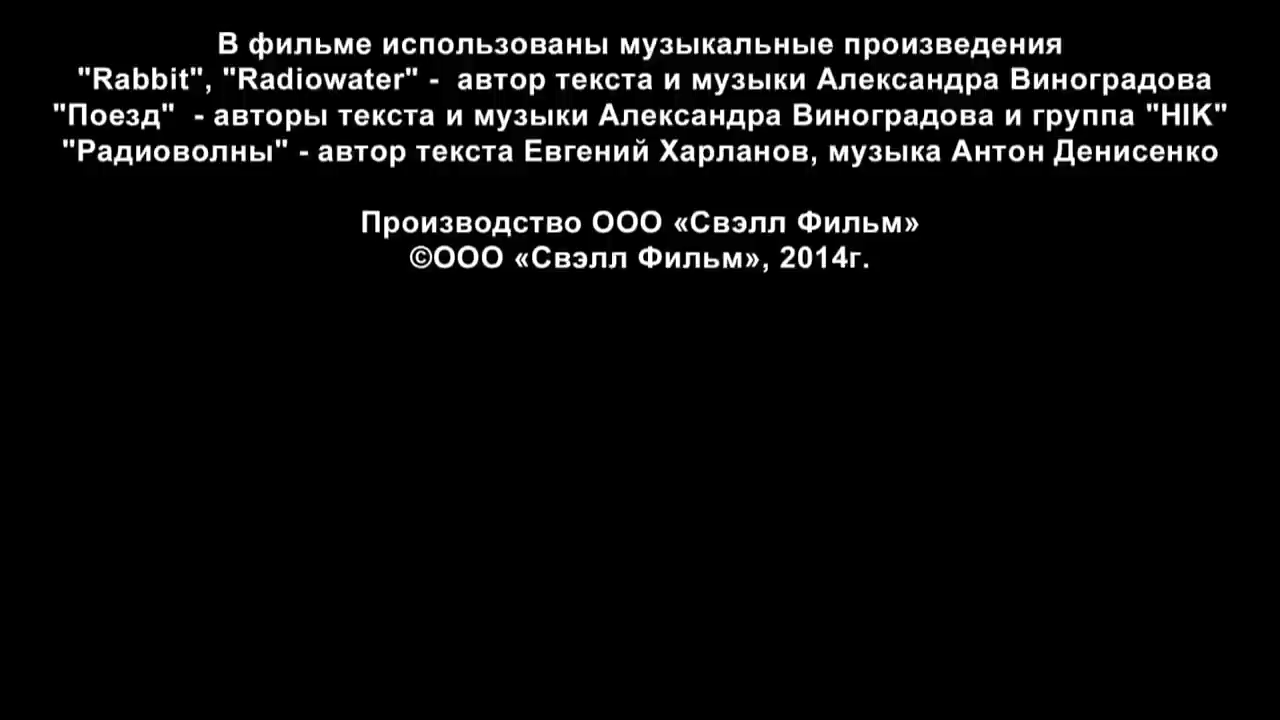 В фильме использованы музыкальные произведения
"Rabbit", "Radiowater" - автор текста и музыки Александра Виноградова
"Поезд" - авторы текста и музыки Александра Виноградова и группа "HIK"
"Радиоволны" - автор текста Евгений Харланов, музыка Антон Денисенко
Производство ООО «Свэлл Фильм»
©ООО «Свэлл Фильм», 2014г.